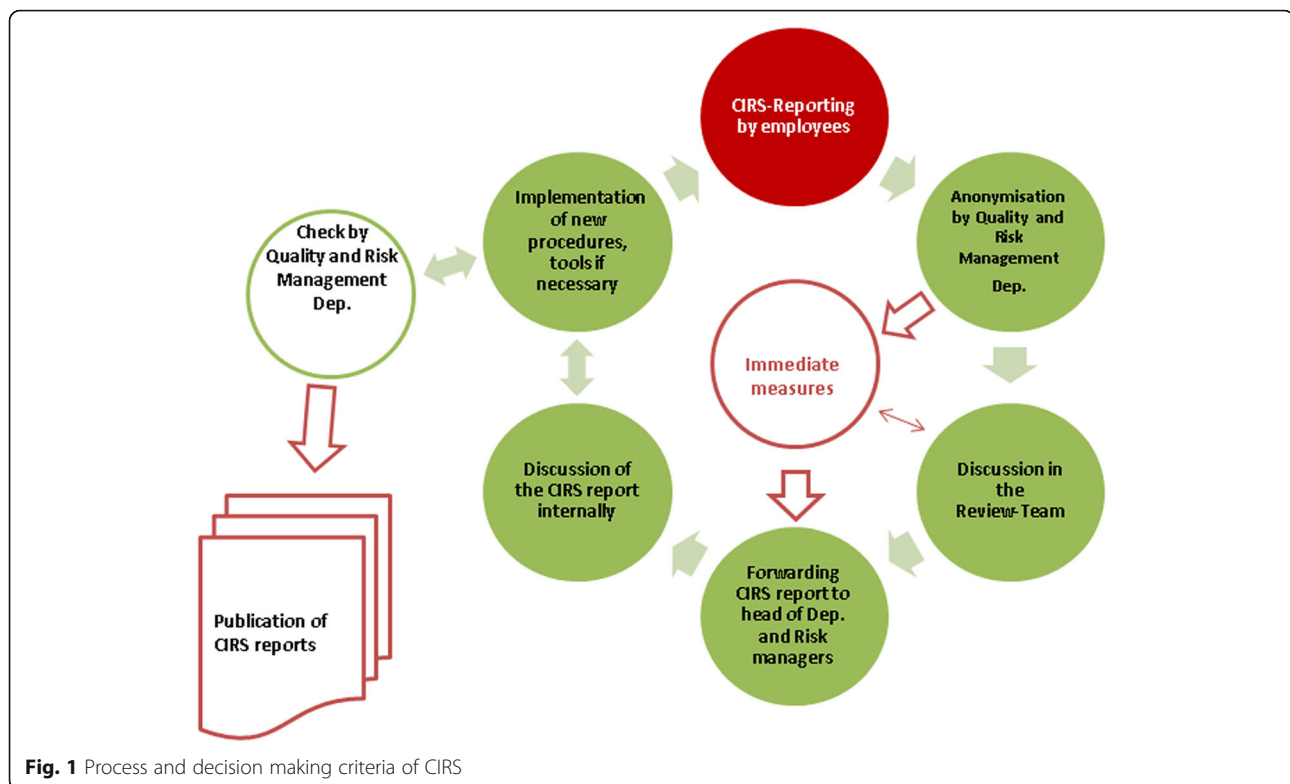 CIRS-Reporting
by employees
Anonymisation
by Quality and
Risk
Management
Dep.
Implementation
of new
procedures,
tools if
necessary
Check by
Quality and Risk
Management
Dep.
Immediate
measures
Discussion in
the
Review-Team
Discussion of
the CIRS report
internally
Forwarding
CIRS report to
head of Dep.
and Risk
managers
Publication of
CIRS reports
Fig. 1 Process and decision making criteria of CIRS